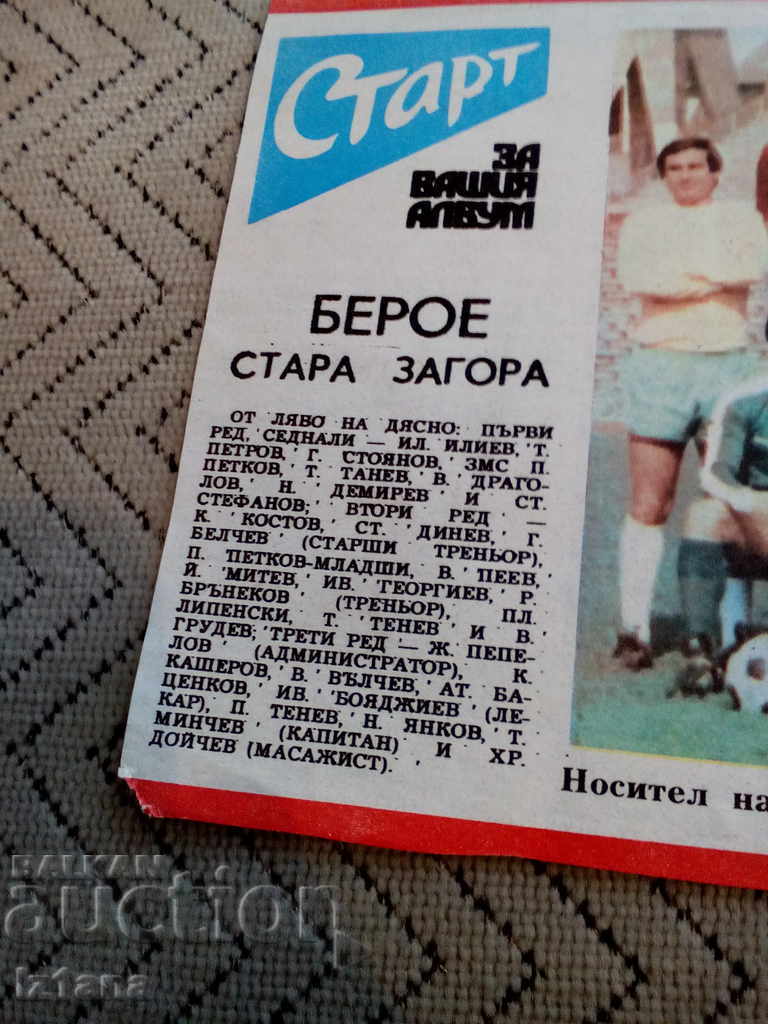 Старт
ЗА
ВАШИЯ
АЛБУМ
БЕРОЕ
СТАРА ЗАГОРА
ОТ ЛЯВО НА ДЯСНО: ПЪРВИ
РЕД, СЕДНАЛИ — ИЛ. ИЛИЕВ, Т.
ПЕТРОВ, Г. СТОЯНОВ, ЗМС П.
ПЕТКОВ, Т. ТАНЕВ, В. ДРАГО-
ЛОВ, Н. ДЕМИРЕВ И СТ.
СТЕФАНОВ; ВТОРИ РЕД —
К. КОСТОВ, СТ. ДИНЕВ, Г.
БЕЛЧЕВ (СТАРШИ ТРЕНЬОР),
П. ПЕТКОВ-МЛАДШИ, В. ПЕЕВ,
Й. МИТЕВ, ИВ. ГЕОРГИЕВ, Р.
БРЪНЕКОВ (ТРЕНЬОР), ПЛ.
ЛИПЕНСКИ, Т. ТЕНЕВ И В.
ГРУДЕВ; ТРЕТИ РЕД — Ж. ПЕПЕ-
ЛОВ (АДМИНИСТРАТОР), К.
КАШЕРОВ, В. ВЪЛЧЕВ, АТ. БА-
ЦЕНКОВ, ИВ. БОЯДЖИЕВ (ЛЕ-
КАР), П. ТЕНЕВ, Н. ЯНКОВ, Т.
МИНЧЕВ (КАПИТАН) И ХР.
ДОЙЧЕВ (МАСАЖИСТ).
Носител на
BALKAN
auction
iz1ana